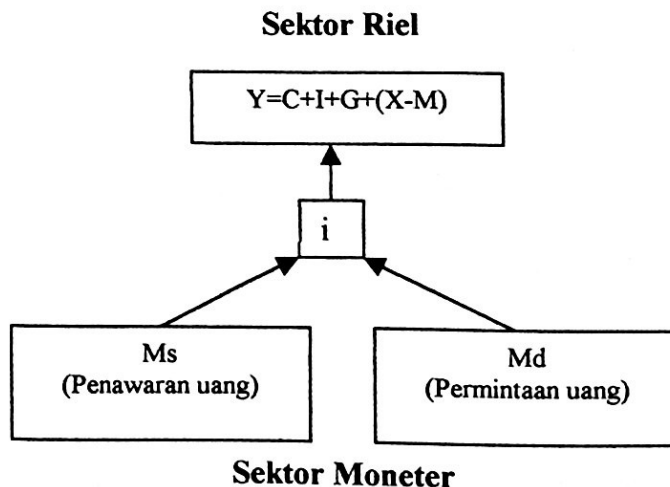 Sektor Riel
Y=C+I+G+(X-M)
i
Ms
(Penawaran uang)
Md
(Permintaan uang)
Sektor Moneter